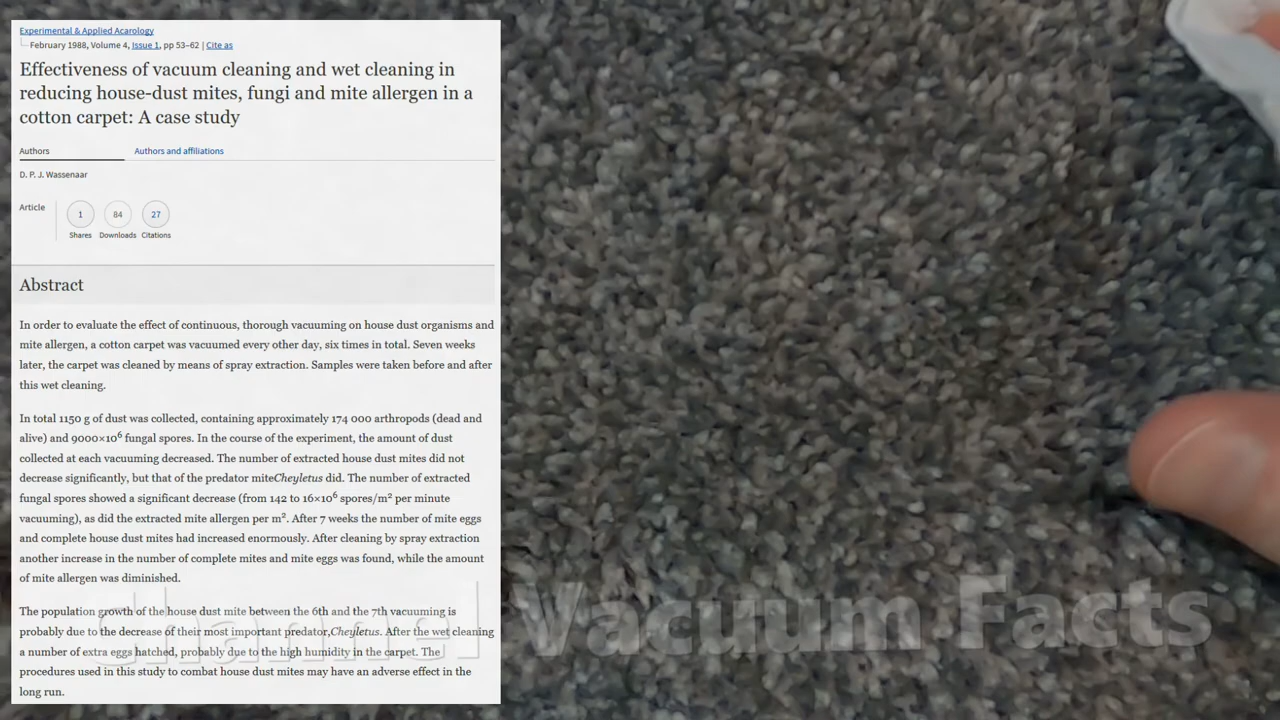 Experimental & Applied Acarology
February 1988, Volume 4, Issue 1, pp 53–62 | Cite as
Effectiveness of vacuum cleaning and wet cleaning in
reducing house-dust mites, fungi and mite allergen in a
cotton carpet: A case study
Authors
Authors and affiliations
D. P. J. Wassenaar
Article
1
84
27
Shares
Downloads
Citations
Abstract
In order to evaluate the effect of continuous, thorough vacuuming on house dust organisms and
mite allergen, a cotton carpet was vacuumed every other day, six times in total. Seven weeks
later, the carpet was cleaned by means of spray extraction. Samples were taken before and after
this wet cleaning.
In total 1150 g of dust was collected, containing approximately 174 000 arthropods (dead and
alive) and 9000×10⁶ fungal spores. In the course of the experiment, the amount of dust
collected at each vacuuming decreased. The number of extracted house dust mites did not
decrease significantly, but that of the predator miteCheyletus did. The number of extracted
fungal spores showed a significant decrease (from 142 to 16×10⁶ spores/m² per minute
vacuuming), as did the extracted mite allergen per m². After 7 weeks the number of mite eggs
and complete house dust mites had increased enormously. After cleaning by spray extraction
another increase in the number of complete mites and mite eggs was found, while the amount
of mite allergen was diminished.
The population growth of the house dust mite between the 6th and the 7th vacuuming is
probably due to the decrease of their most important predator,Cheyletus. After the wet cleaning
a number of extra eggs hatched, probably due to the high humidity in the carpet. The
procedures used in this study to combat house dust mites may have an adverse effect in the
long run.
Channel Vacuum Facts